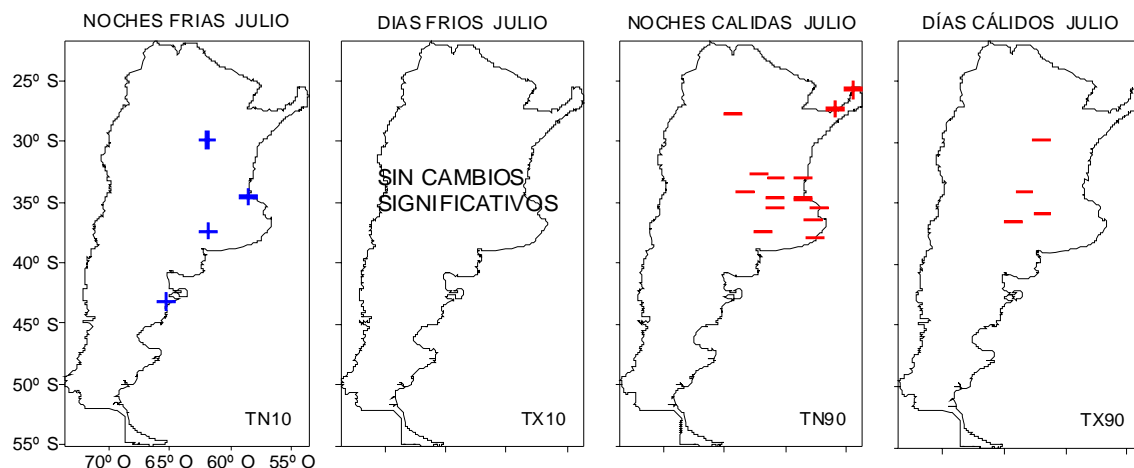 NOCHES FRIAS JULIO
DIAS FRIOS JULIO
NOCHES CALIDAS JULIO
DÍAS CÁLIDOS JULIO
25º S
30º S
35º S
40º S
45º S
50º S
55º S
SIN CAMBIOS
SIGNIFICATIVOS
TN10
TX10
TN90
TX90
70º O 65º O 60º O 55º O